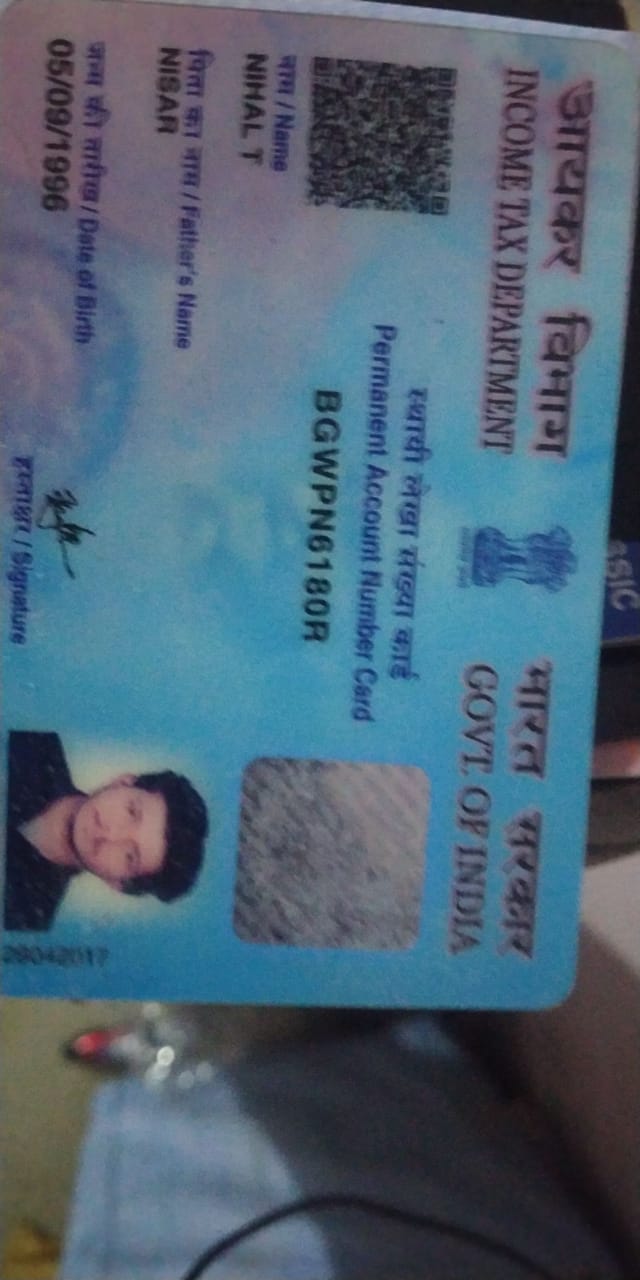 आयकर विभाग
INCOME TAX DEPARTMENT
भारत सरकार
GOVT. OF INDIA
स्थायी लेखा संख्या कार्ड
Permanent Account Number Card
BGWPN6180R
नाम / Name
NIHAL T
पिता का नाम / Father's Name
NISAR
जन्म की तारीख / Date of Birth
05/09/1996
हस्ताक्षर / Signature
29042017
SSIC